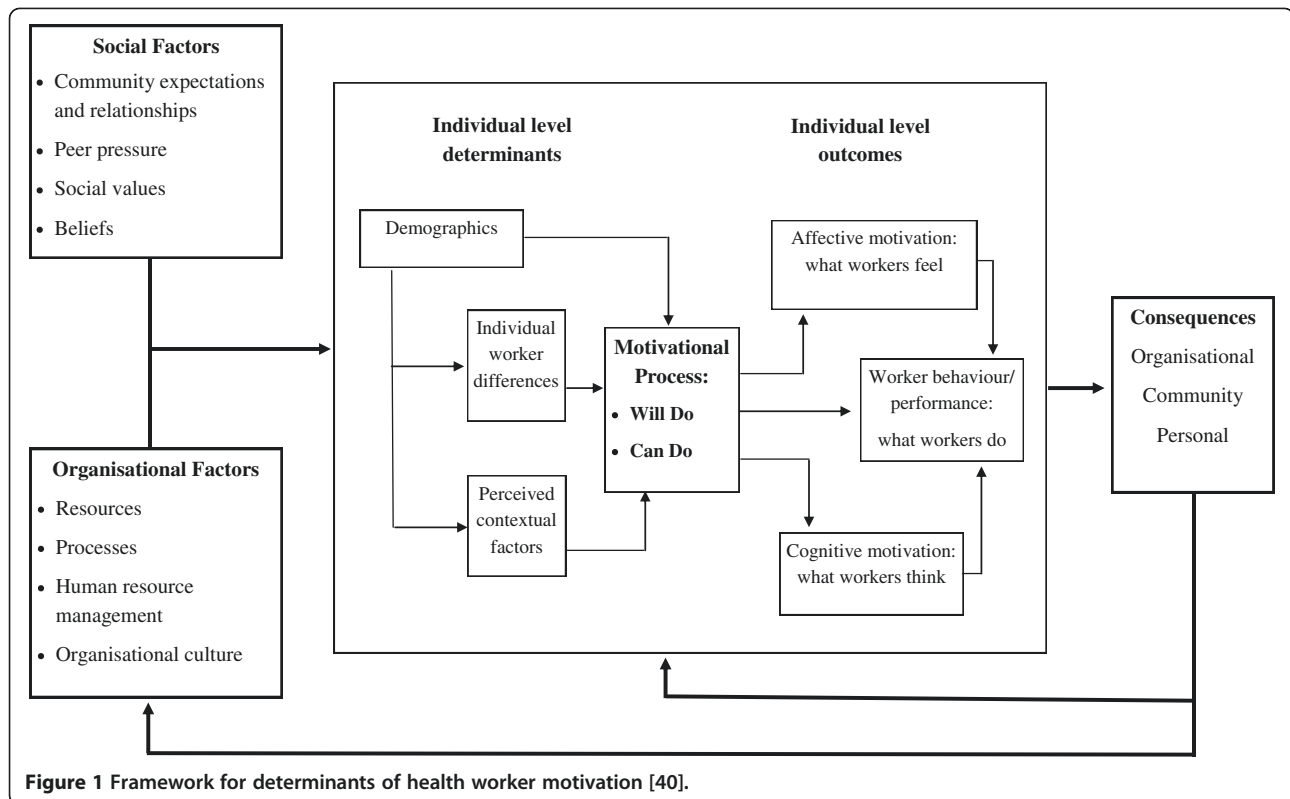 Social Factors
• Community expectations
and relationships
• Peer pressure
• Social values
• Beliefs
Organisational Factors
• Resources
• Processes
• Human resource
management
• Organisational culture
Individual level
determinants
Individual level
outcomes
Demographics
Individual
worker
differences
Perceived
contextual
factors
Motivational
Process:
• Will Do
• Can Do
Affective motivation:
what workers feel
Worker behaviour/
performance:
what workers do
Cognitive motivation:
what workers think
Consequences
Organisational
Community
Personal
Figure 1 Framework for determinants of health worker motivation [40].